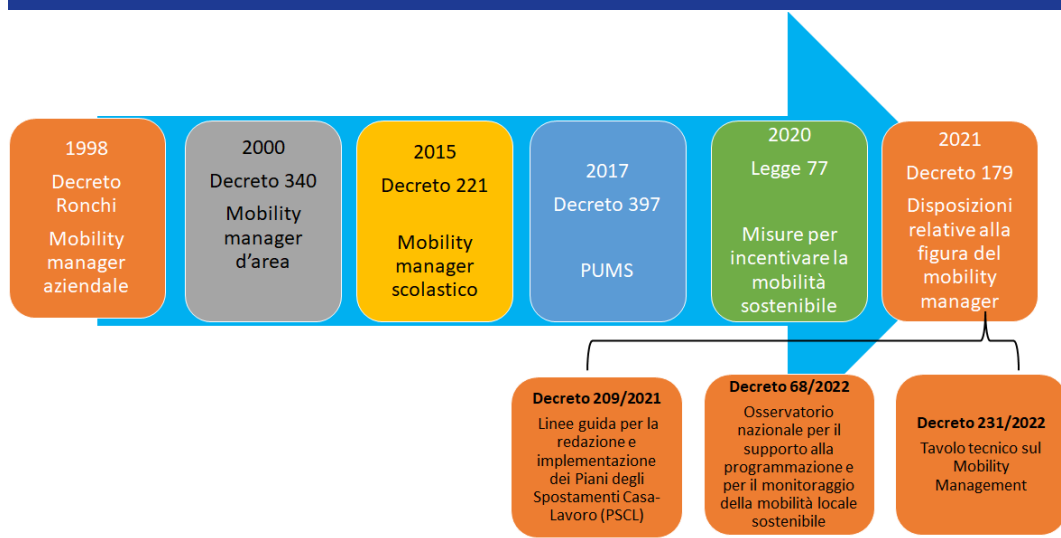 1998
Decreto
Ronchi
Mobility
manager
aziendale
2000
Decreto 340
Mobility
manager
d'area
2015
Decreto 221
Mobility
manager
scolastico
2017
Decreto 397
PUMS
2020
Legge 77
Misure per
incentivare la
mobilità
sostenibile
2021
Decreto 179
Disposizioni
relative alla
figura del
mobility
manager
Decreto 209/2021
Linee guida per la
redazione e
implementazione
dei Piani degli
Spostamenti Casa-
Lavoro (PSCL)
Decreto 68/2022
Osservatorio
nazionale per il
supporto alla
programmazione e
per il monitoraggio
della mobilità locale
sostenibile
Decreto 231/2022
Tavolo tecnico sul
Mobility
Management